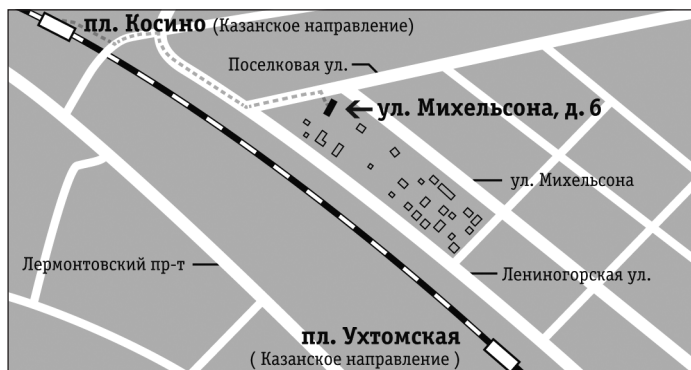 пл. Косино (Казанское направление)
Поселковая ул.
ул. Михельсона, д. 6
ул. Михельсона
Лермонтовский пр-т
Лениногорская ул.
пл. Ухтомская
( Казанское направление )